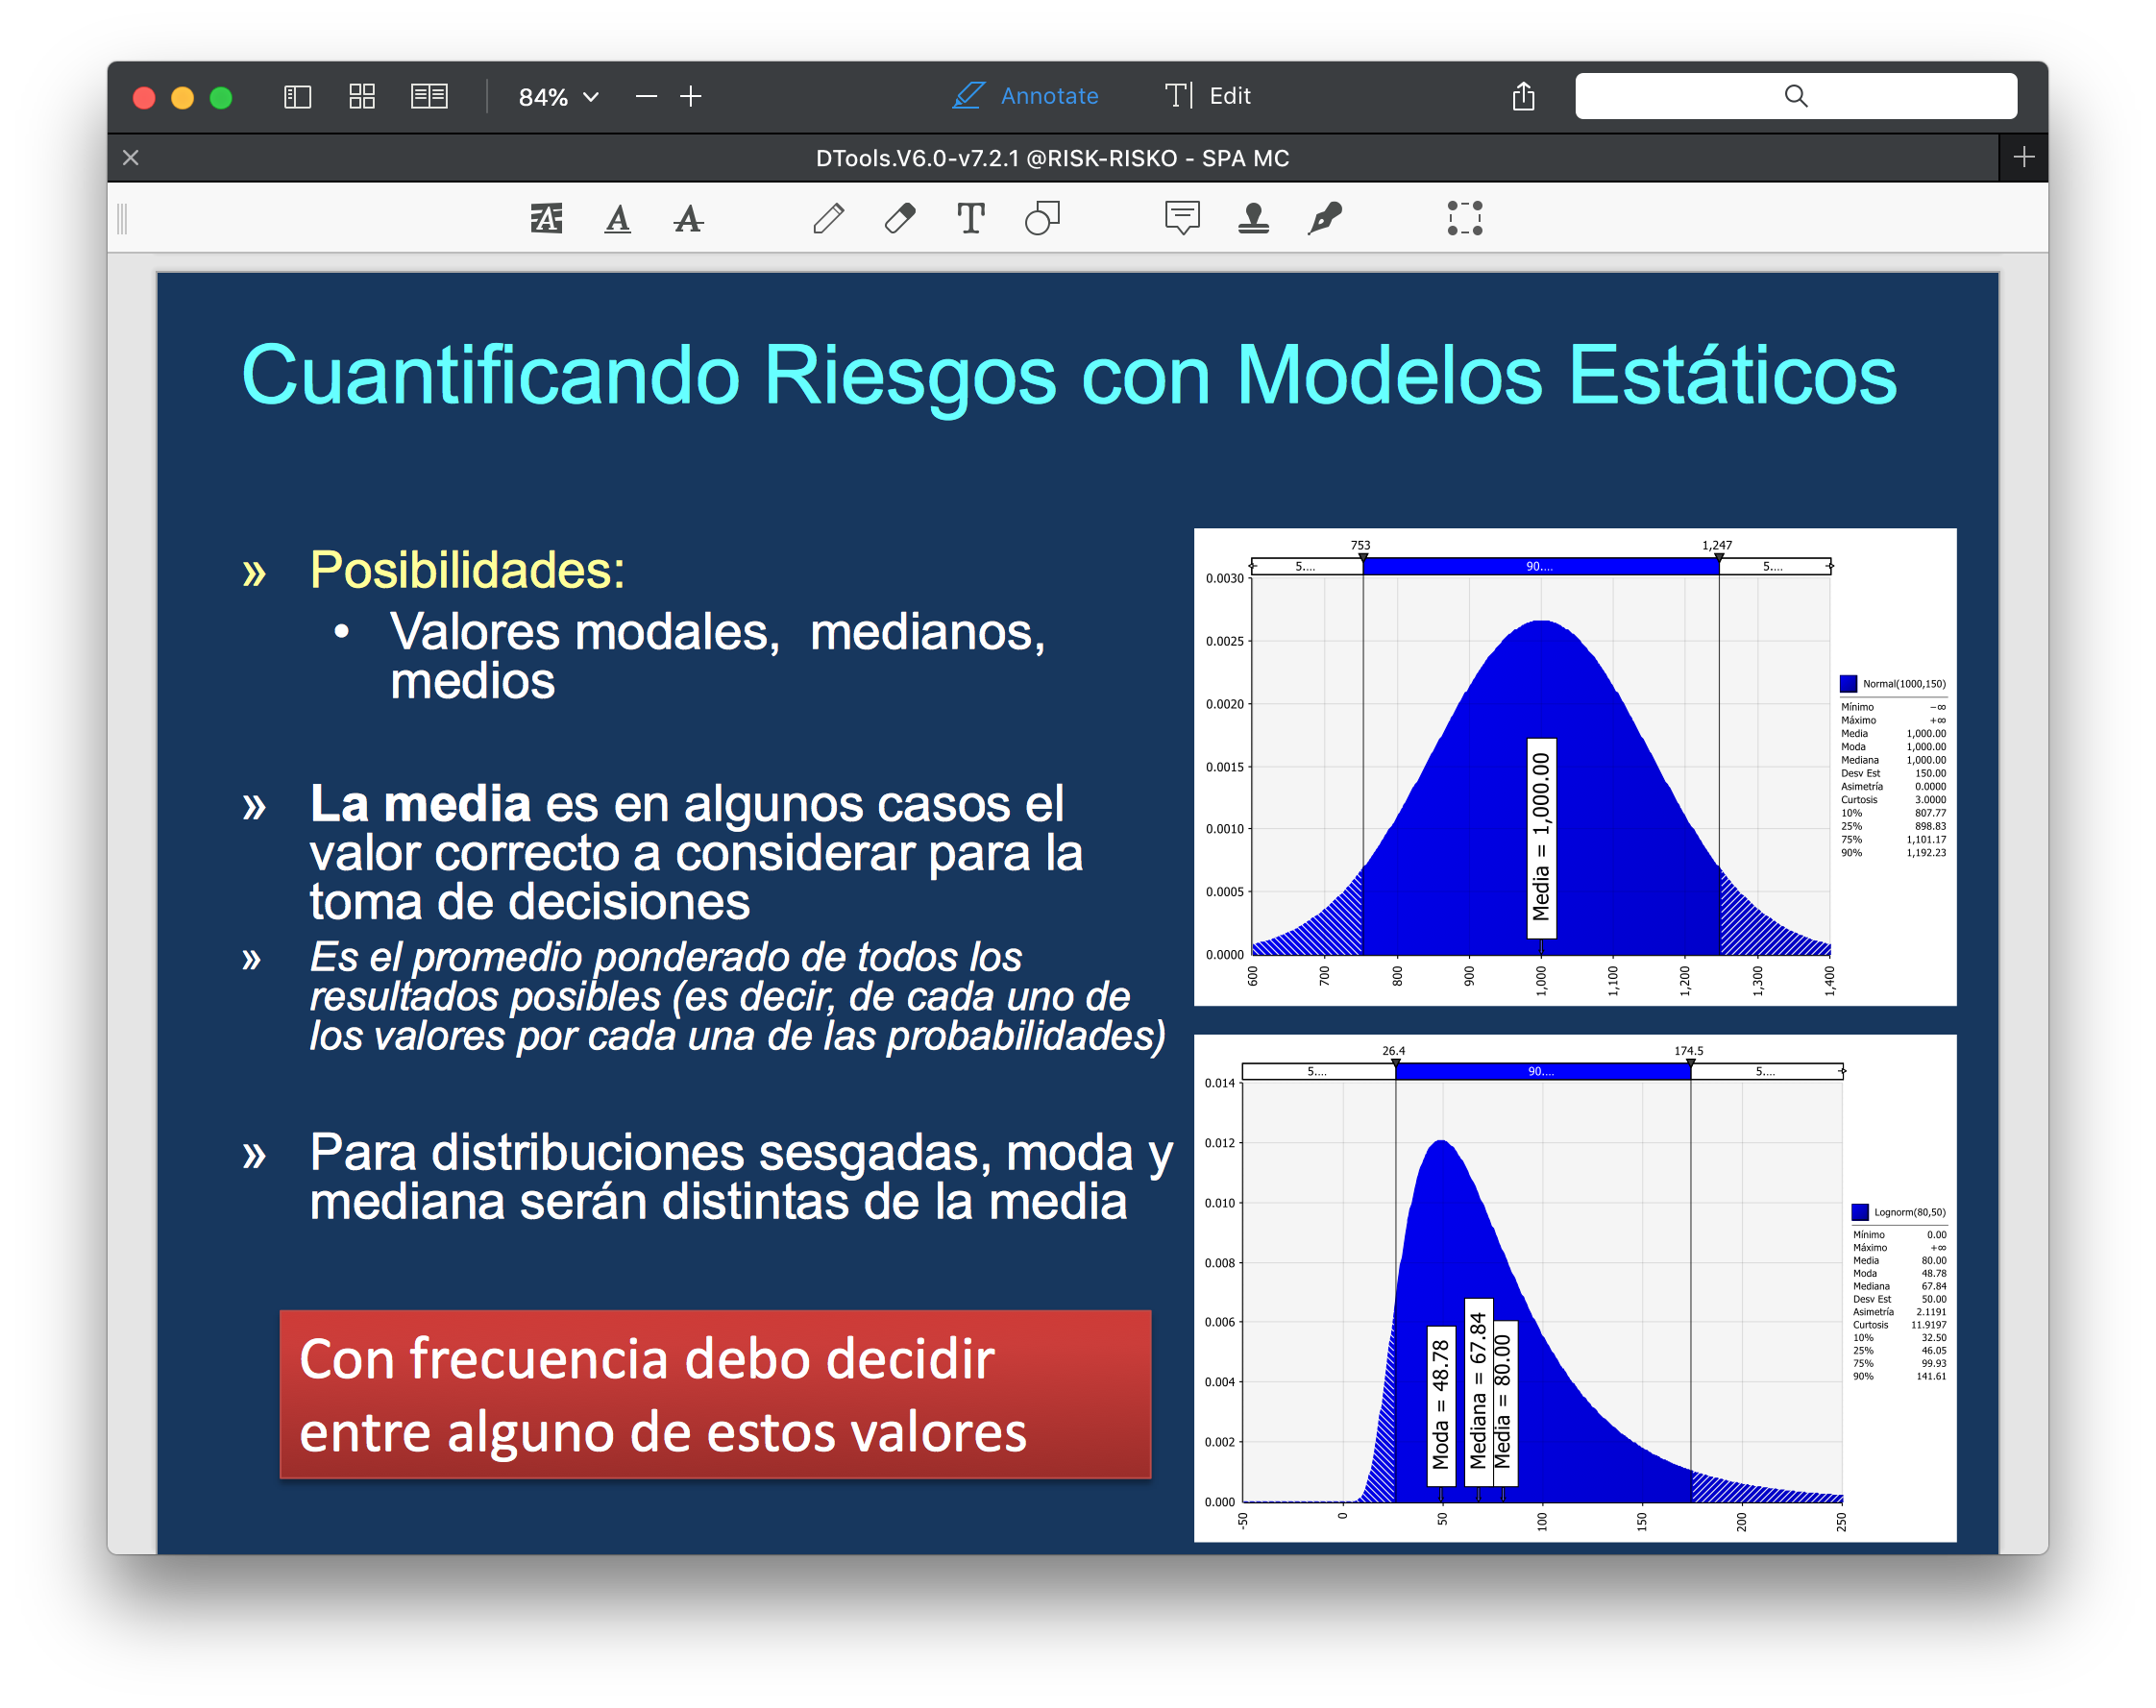 84%
Annotate
Edit
DTools.V6.0-v7.2.1 @RISK-RISKO - SPA MC
Cuantificando Riesgos con Modelos Estáticos
» Posibilidades:
• Valores modales,  medianos,
medios
» La media es en algunos casos el
valor correcto a considerar para la
toma de decisiones
» Es el promedio ponderado de todos los
resultados posibles (es decir, de cada uno de
los valores por cada una de las probabilidades)
» Para distribuciones sesgadas, moda y
mediana serán distintas de la media
Con frecuencia debo decidir
entre alguno de estos valores
753 1,247
5.... 90.... 5....
0.0030
0.0025
0.0020
0.0015
0.0010
0.0005
0.0000
600 700 800 900 1,000 1,100 1,200 1,300 1,400
Media = 1,000.00
Normal(1000,150)
Mínimo -∞
Máximo +∞
Media 1,000.00
Moda 1,000.00
Mediana 1,000.00
Desv Est 150.00
Asimetría 0.0000
Curtosis 3.0000
10% 807.77
25% 898.83
75% 1,101.17
90% 1,192.23
26.4 174.5
5.... 90.... 5....
0.014
0.012
0.010
0.008
0.006
0.004
0.002
0.000
-50 0 50 100 150 200 250
Moda = 48.78
Mediana = 67.84
Media = 80.00
Lognorm(80,50)
Mínimo 0.00
Máximo +∞
Media 80.00
Moda 48.78
Mediana 67.84
Desv Est 50.00
Asimetría 2.1191
Curtosis 11.9197
10% 32.50
25% 46.05
75% 99.93
90% 141.61